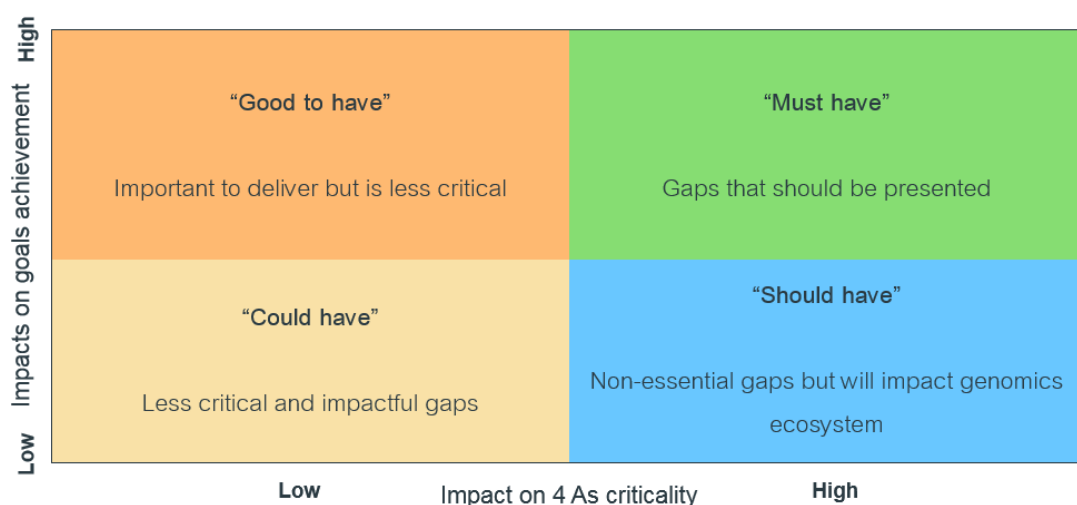 High
Impacts on goals achievement
Low
“Good to have”
Important to deliver but is less critical
“Must have”
Gaps that should be presented
“Could have”
Less critical and impactful gaps
“Should have”
Non-essential gaps but will impact genomics
ecosystem
Low
Impact on 4 As criticality
High